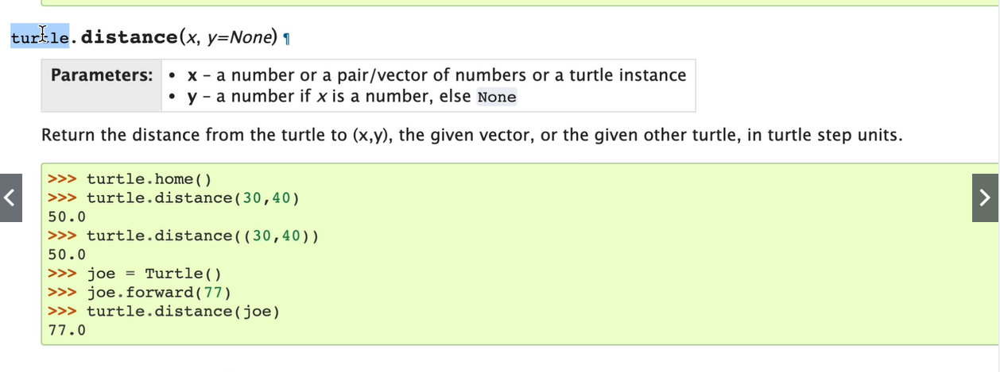 turtle.distance(x, y=None) ¶
Parameters:
• x – a number or a pair/vector of numbers or a turtle instance
• y – a number if x is a number, else None
Return the distance from the turtle to (x,y), the given vector, or the given other turtle, in turtle step units.
>>> turtle.home()
>>> turtle.distance(30,40)
50.0
>>> turtle.distance((30,40))
50.0
>>> joe = Turtle()
>>> joe.forward(77)
>>> turtle.distance(joe)
77.0